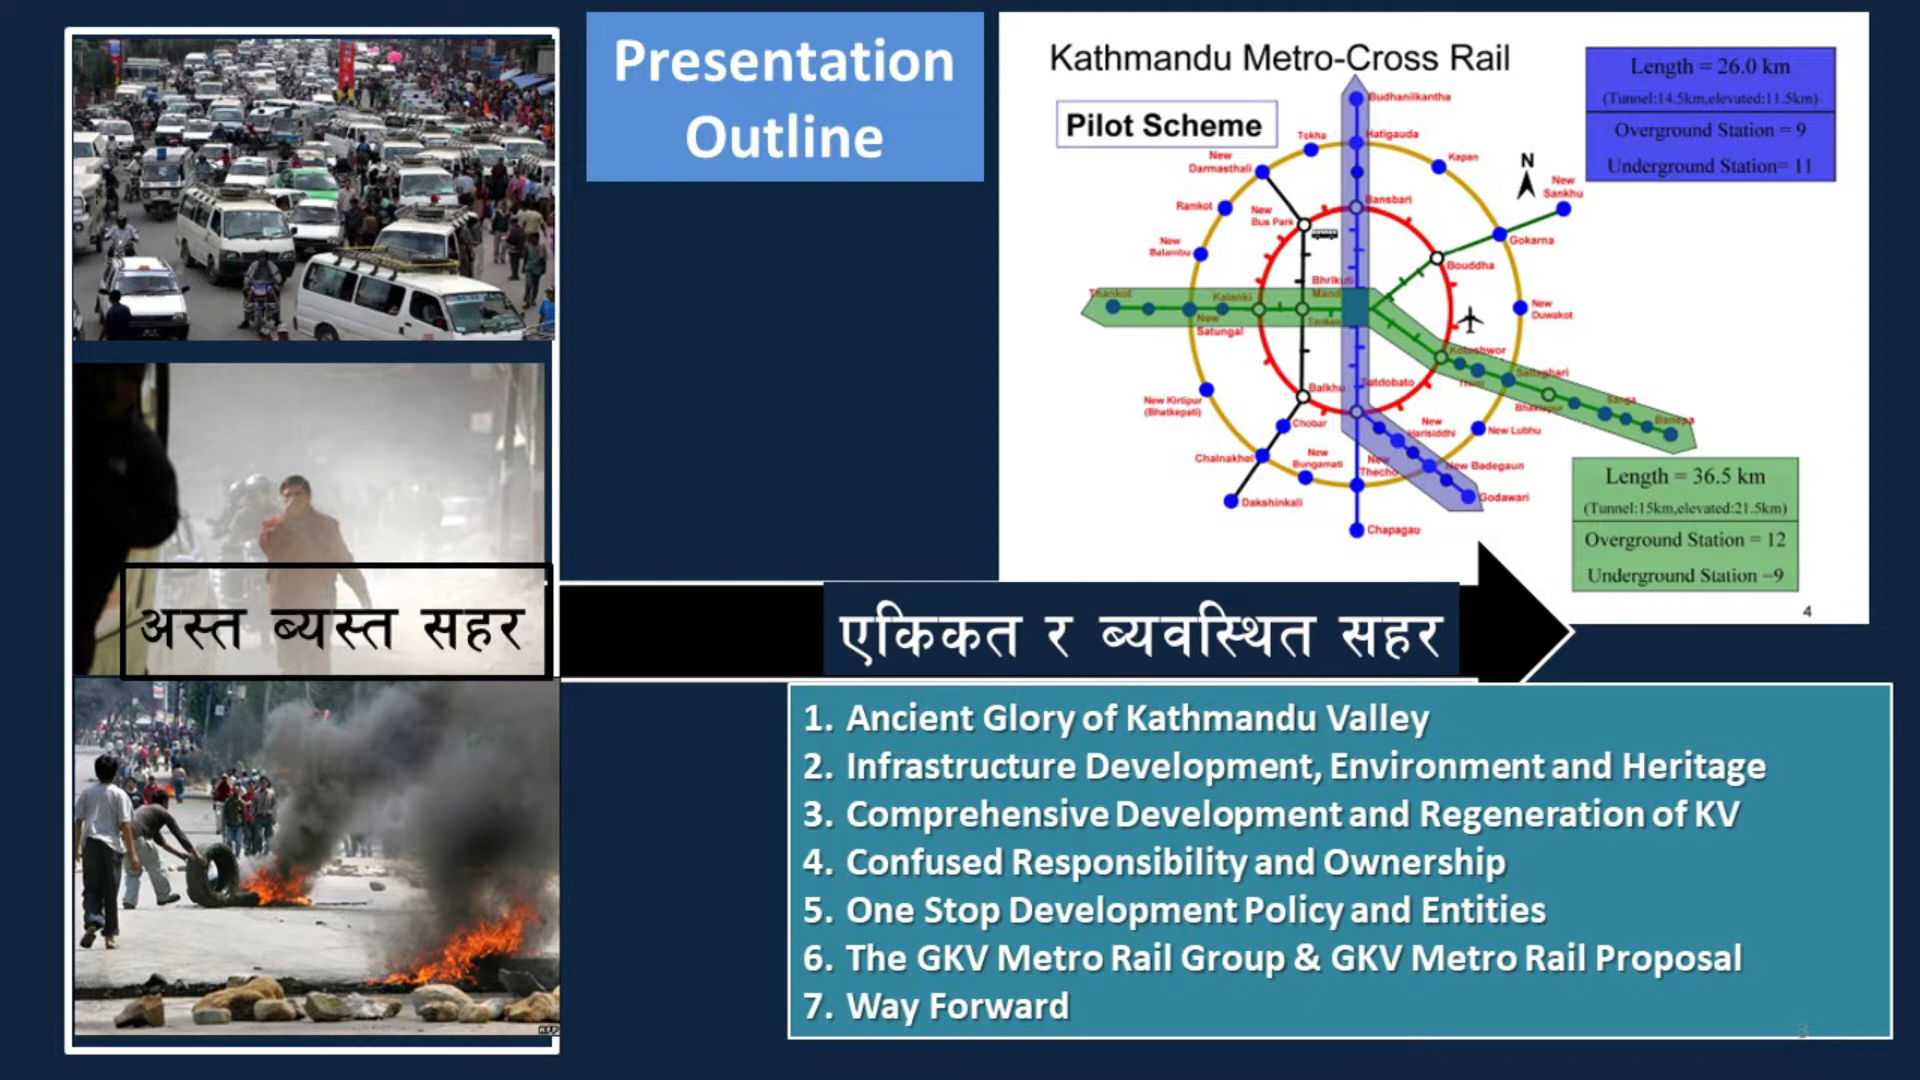 Presentation
Outline
Kathmandu Metro-Cross Rail
Pilot Scheme
Length = 26.0 km
(Tunnel:14.5km,elevated:11.5km)
Overground Station = 9
Underground Station= 11
Budhanilkantha
Tokha
Hatigauda
New
Darmasthali
Kapan
N
New
Sankhu
Ramkot
New
Bus Park
Bansbari
Gokarna
New
Balambu
Bouddha
Bhrikuti
Thankot
Kalanki
New
Satungal
New
Duwakot
Koteshwor
Balkhu
Satdobato
Sallaghari
Sanga
Banepa
New Kirtipur
(Bhatkepati)
Chobar
New
Harisiddhi
New Lubhu
Chalnakhel
New
Bungamati
New
Thecho
New Badegaun
Dakshinkali
Godawari
Chapagau
Length = 36.5 km
(Tunnel:15km,elevated:21.5km)
Overground Station = 12
Underground Station =9
4
अस्त ब्यस्त सहर
एकिकत र ब्यवस्थित सहर
1. Ancient Glory of Kathmandu Valley
2. Infrastructure Development, Environment and Heritage
3. Comprehensive Development and Regeneration of KV
4. Confused Responsibility and Ownership
5. One Stop Development Policy and Entities
6. The GKV Metro Rail Group & GKV Metro Rail Proposal
7. Way Forward
AFP
3